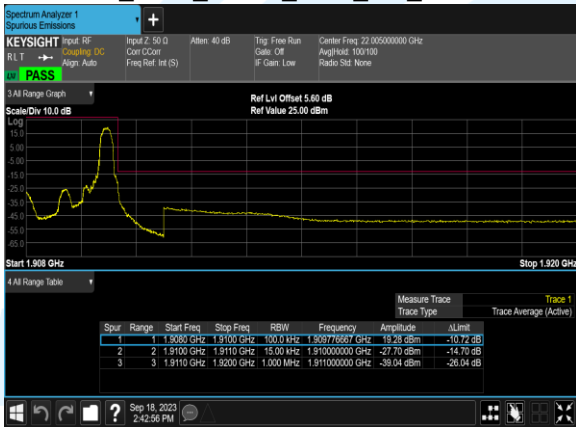 Spectrum Analyzer 1
Spurious Emissions
+
KEYSIGHT Input: RF Input Z: 50 Ω Atten: 40 dB Trig: Free Run Center Freq: 22.005000000 GHz
RLT Coupling: DC Corr CCorr Gate: Off Avg|Hold: 100/100
Align: Auto Freq Ref: Int (S) IF Gain: Low Radio Std: None
PASS
3 All Range Graph
Ref Lvl Offset 5.60 dB
Scale/Div 10.0 dB Ref Value 25.00 dBm
Log
15.0
5.00
-5.00
-15.0
-25.0
-35.0
-45.0
-55.0
-65.0
Start 1.908 GHz Stop 1.920 GHz
4 All Range Table
Measure Trace Trace 1
Trace Type Trace Average (Active)
Spur Range Start Freq Stop Freq RBW Frequency Amplitude ΔLimit
1 1 1.9080 GHz 1.9100 GHz 100.0 kHz 1.909776667 GHz 19.28 dBm -10.72 dB
2 2 1.9100 GHz 1.9110 GHz 15.00 kHz 1.910000000 GHz -27.70 dBm -14.70 dB
3 3 1.9110 GHz 1.9200 GHz 1.000 MHz 1.911000000 GHz -39.04 dBm -26.04 dB
? Sep 18, 2023
2:42:56 PM